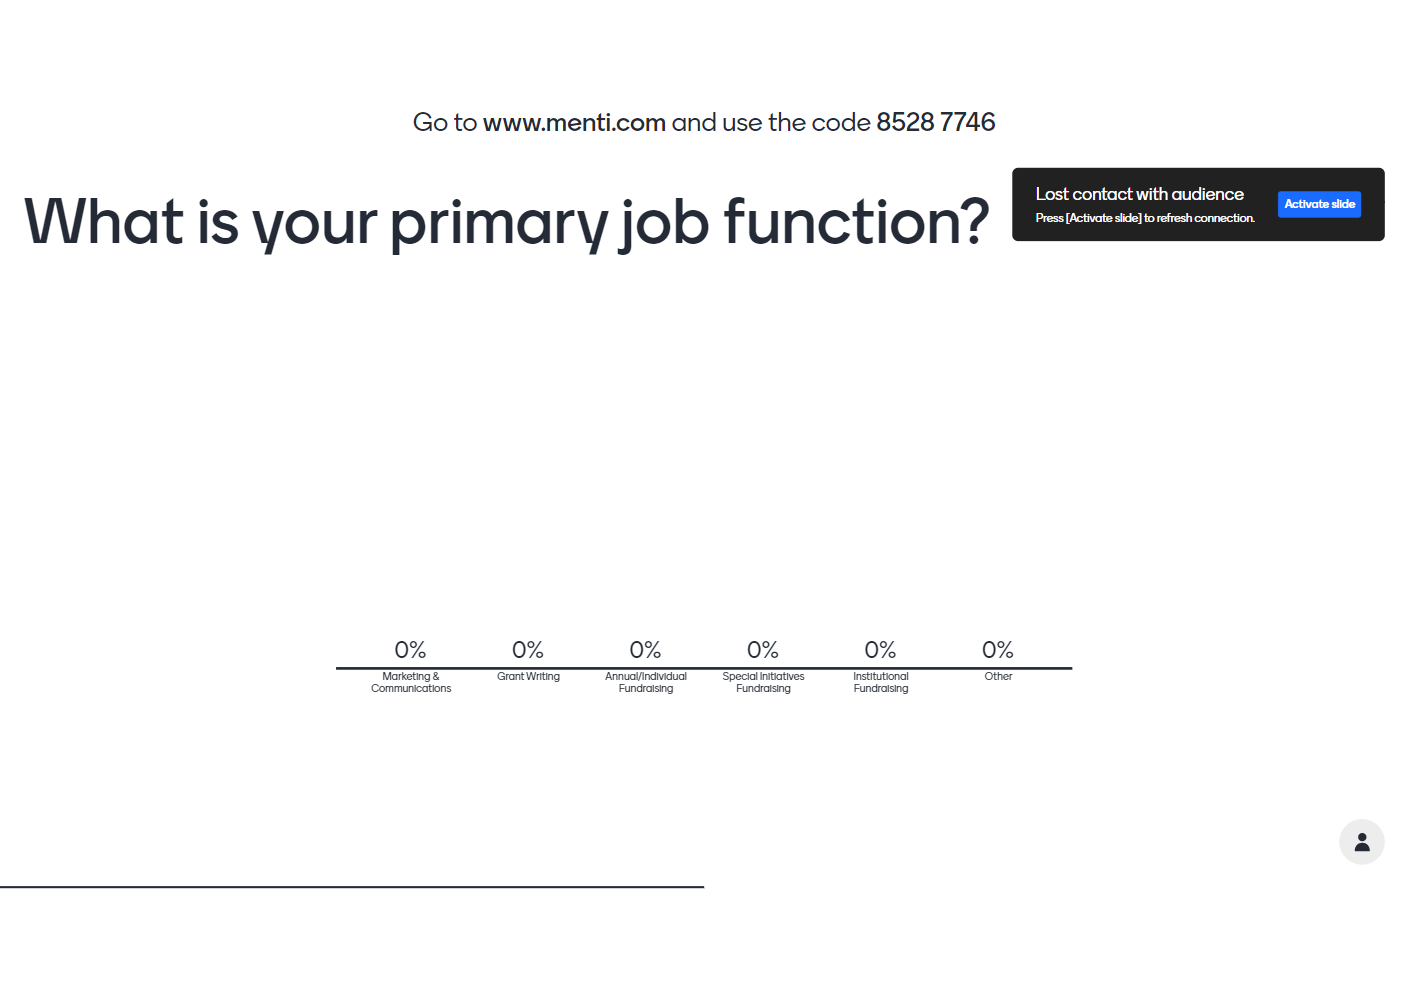 Go to www.menti.com and use the code 8528 7746
What is your primary job function?
Lost contact with audience
Press [Activate slide] to refresh connection.
Activate slide
0% 0% 0% 0% 0% 0%
Marketing & Communications
Grant Writing
Annual/Individual Fundraising
Special Initiatives Fundraising
Institutional Fundraising
Other